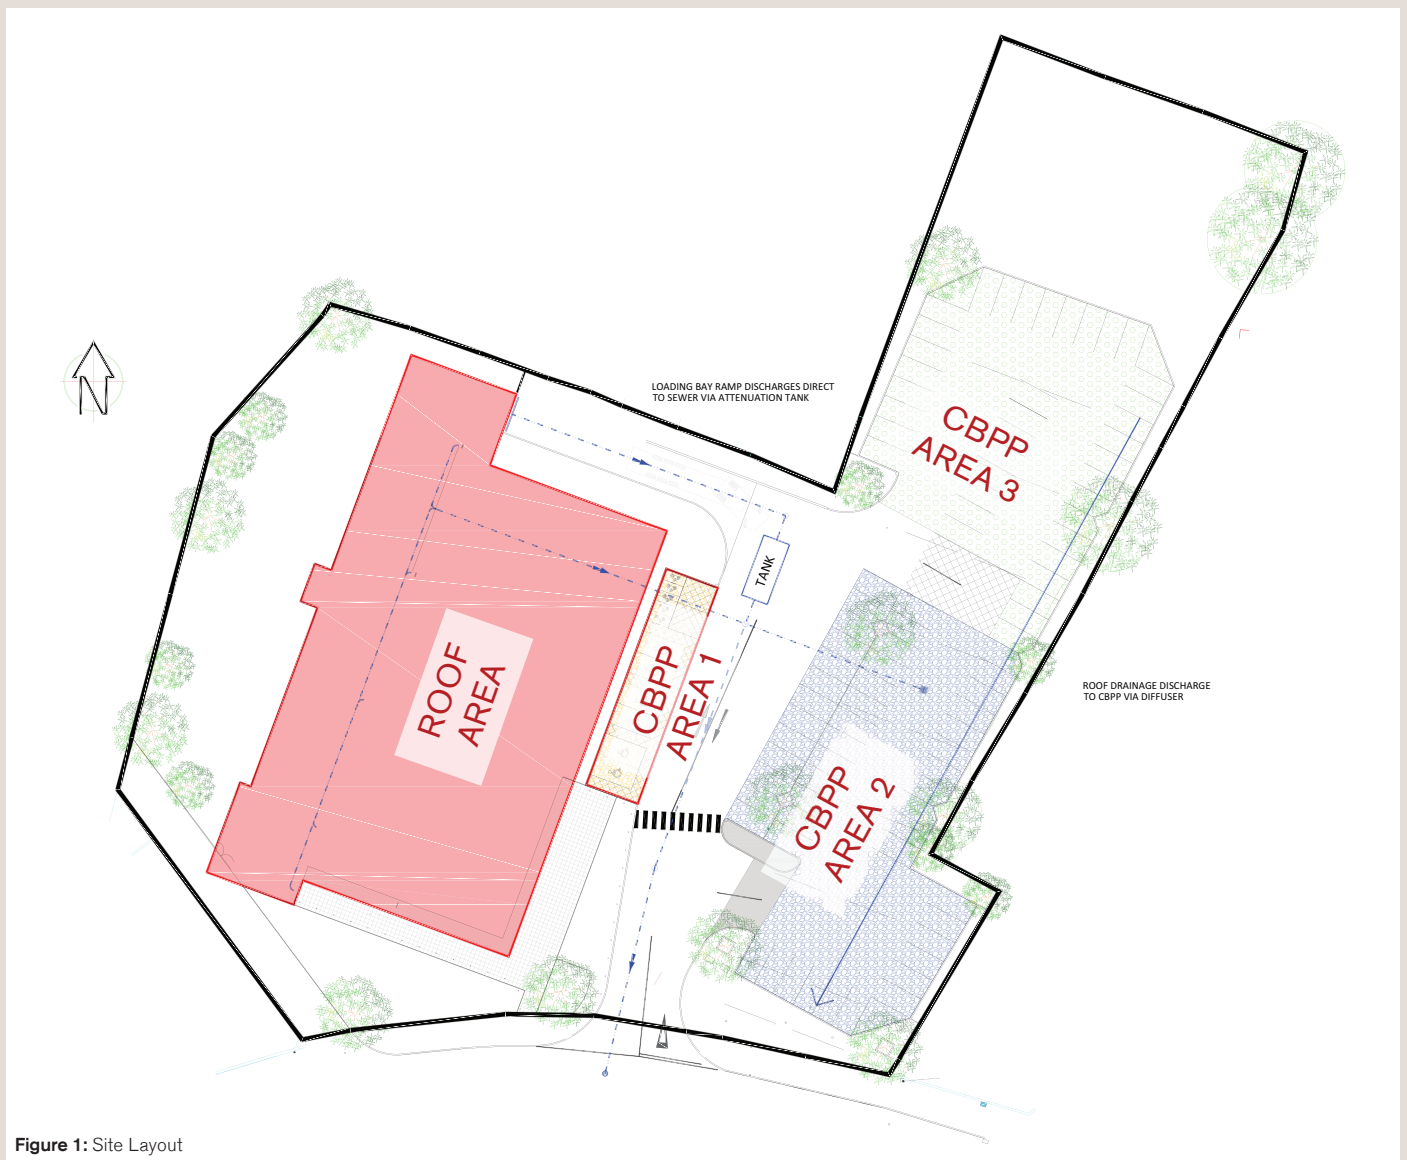 LOADING BAY RAMP DISCHARGES DIRECT
TO SEWER VIA ATTENUATION TANK
N
CBPP
AREA 3
TANK
ROOF
AREA
CBPP
AREA 1
ROOF DRAINAGE DISCHARGE
TO CBPP VIA DIFFUSER
CBPP
AREA 2
Figure 1: Site Layout